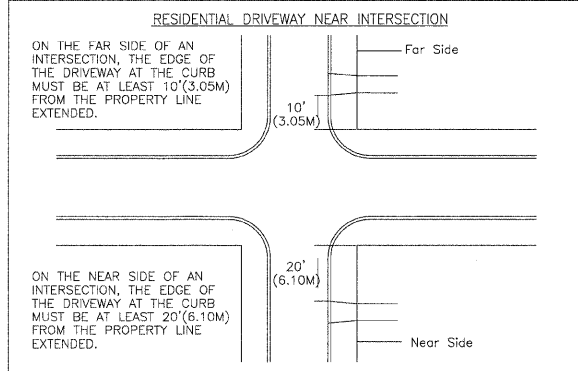 RESIDENTIAL DRIVEWAY NEAR INTERSECTION
ON THE FAR SIDE OF AN
INTERSECTION, THE EDGE OF
THE DRIVEWAY AT THE CURB
MUST BE AT LEAST 10'(3.05M)
FROM THE PROPERTY LINE
EXTENDED.
Far Side
10'
(3.05M)
20'
(6.10M)
ON THE NEAR SIDE OF AN
INTERSECTION, THE EDGE OF
THE DRIVEWAY AT THE CURB
MUST BE AT LEAST 20'(6.10M)
FROM THE PROPERTY LINE
EXTENDED.
Near Side